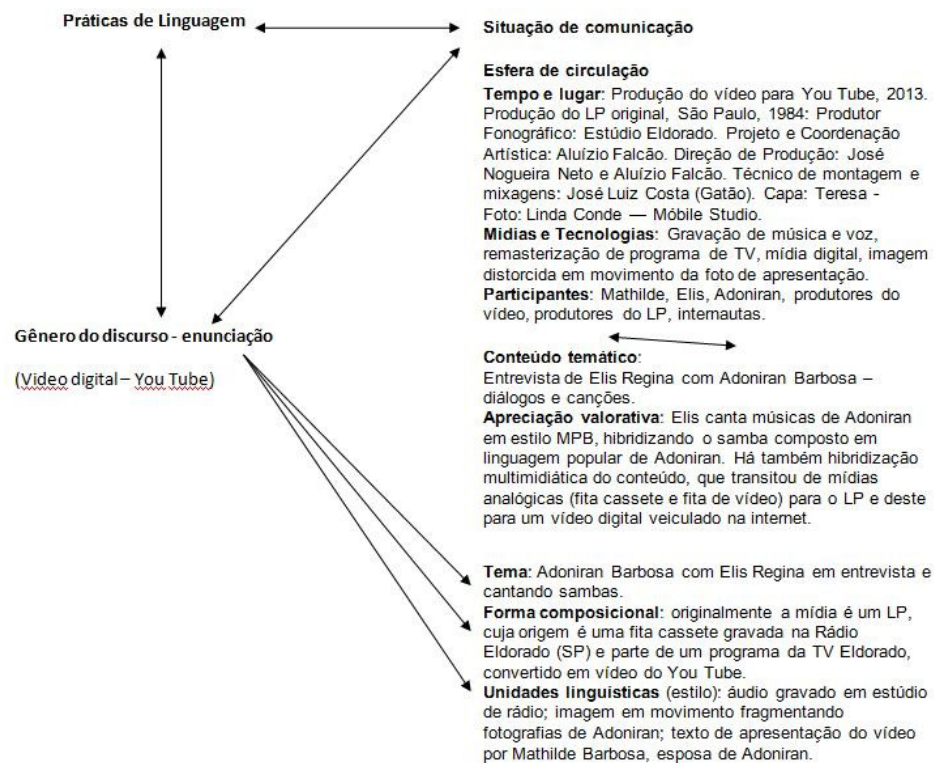 Práticas de Linguagem
Situação de comunicação
Esfera de circulação
Tempo e lugar: Produção do vídeo para You Tube, 2013.
Produção do LP original, São Paulo, 1984: Produtor
Fonográfico: Estúdio Eldorado. Projeto e Coordenação
Artística: Aluízio Falcão. Direção de Produção: José
Nogueira Neto e Aluízio Falcão. Técnico de montagem e
mixagens: José Luiz Costa (Gatão). Capa: Teresa -
Foto: Linda Conde — Móbile Studio.
Mídias e Tecnologias: Gravação de música e voz,
remasterização de programa de TV, mídia digital, imagem
distorcida em movimento da foto de apresentação.
Participantes: Mathilde, Elis, Adoniran, produtores do
vídeo, produtores do LP, internautas.
Gênero do discurso - enunciação
(Video digital – You Tube)
Conteúdo temático:
Entrevista de Elis Regina com Adoniran Barbosa –
diálogos e canções.
Apreciação valorativa: Elis canta músicas de Adoniran
em estilo MPB, hibridizando o samba composto em
linguagem popular de Adoniran. Há também hibridização
multimidiática do conteúdo, que transitou de mídias
analógicas (fita cassete e fita de vídeo) para o LP e deste
para um vídeo digital veiculado na internet.
Tema: Adoniran Barbosa com Elis Regina em entrevista e
cantando sambas.
Forma composicional: originalmente a mídia é um LP,
cuja origem é uma fita cassete gravada na Rádio
Eldorado (SP) e parte de um programa da TV Eldorado,
convertido em vídeo do You Tube.
Unidades linguísticas (estilo): áudio gravado em estúdio
de rádio; imagem em movimento fragmentando
fotografias de Adoniran; texto de apresentação do vídeo
por Mathilde Barbosa, esposa de Adoniran.